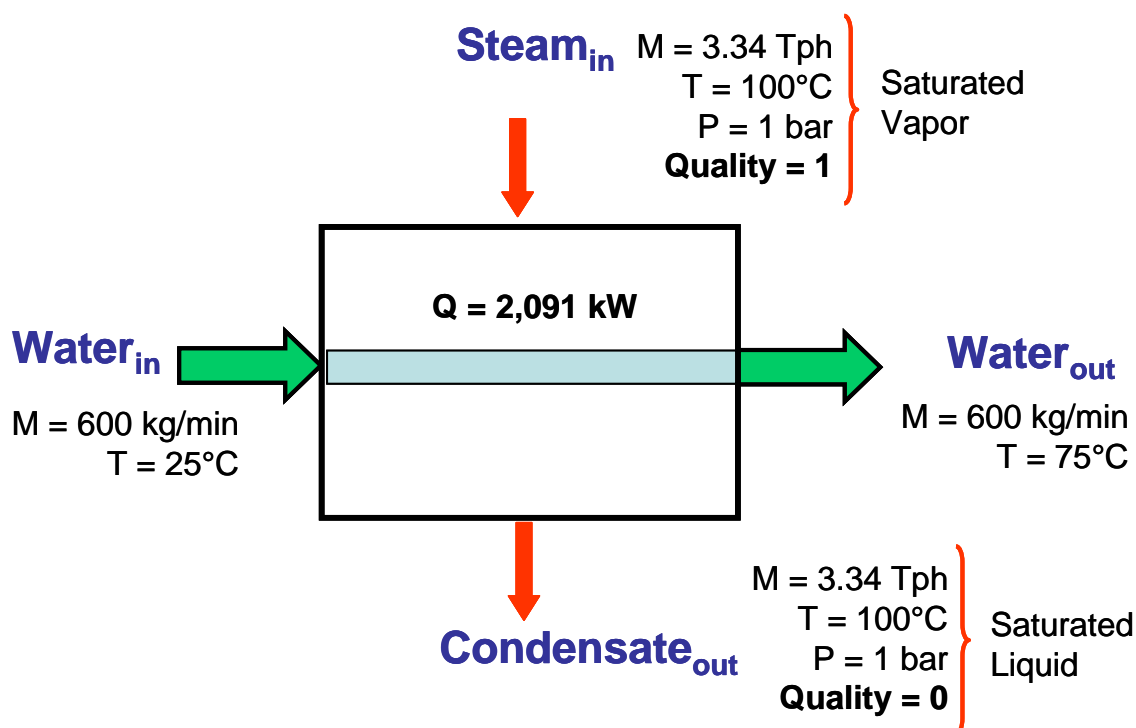 Steamin
M = 3.34 Tph
T = 100°C
P = 1 bar
Quality = 1
Saturated
Vapor
Q = 2,091 kW
Waterin
M = 600 kg/min
T = 25°C
Waterout
M = 600 kg/min
T = 75°C
Condensateout
M = 3.34 Tph
T = 100°C
P = 1 bar
Quality = 0
Saturated
Liquid